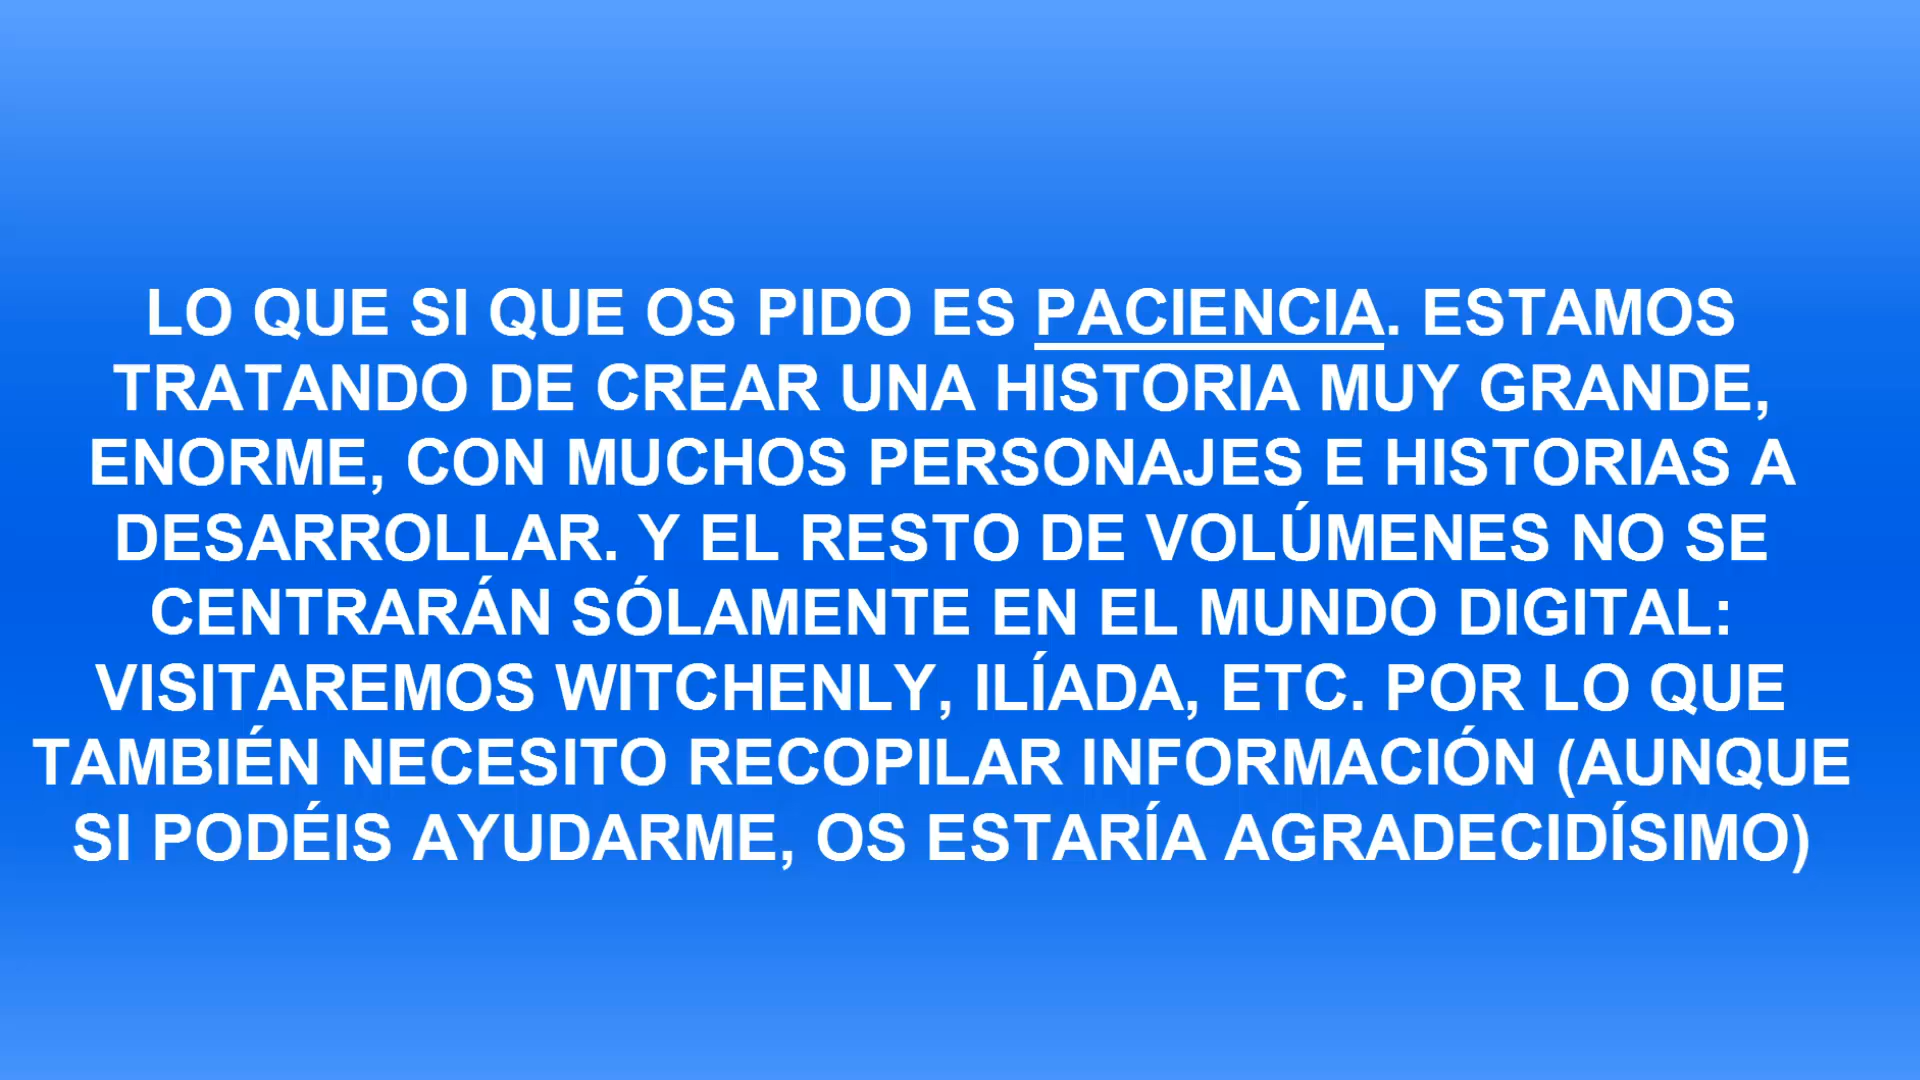 LO QUE SI QUE OS PIDO ES PACIENCIA. ESTAMOS
TRATANDO DE CREAR UNA HISTORIA MUY GRANDE,
ENORME, CON MUCHOS PERSONAJES E HISTORIAS A
DESARROLLAR. Y EL RESTO DE VOLÚMENES NO SE
CENTRARÁN SÓLAMENTE EN EL MUNDO DIGITAL:
VISITAREMOS WITCHENLY, ILÍADA, ETC. POR LO QUE
TAMBIÉN NECESITO RECOPILAR INFORMACIÓN (AUNQUE
SI PODÉIS AYUDARME, OS ESTARÍA AGRADECIDÍSIMO)